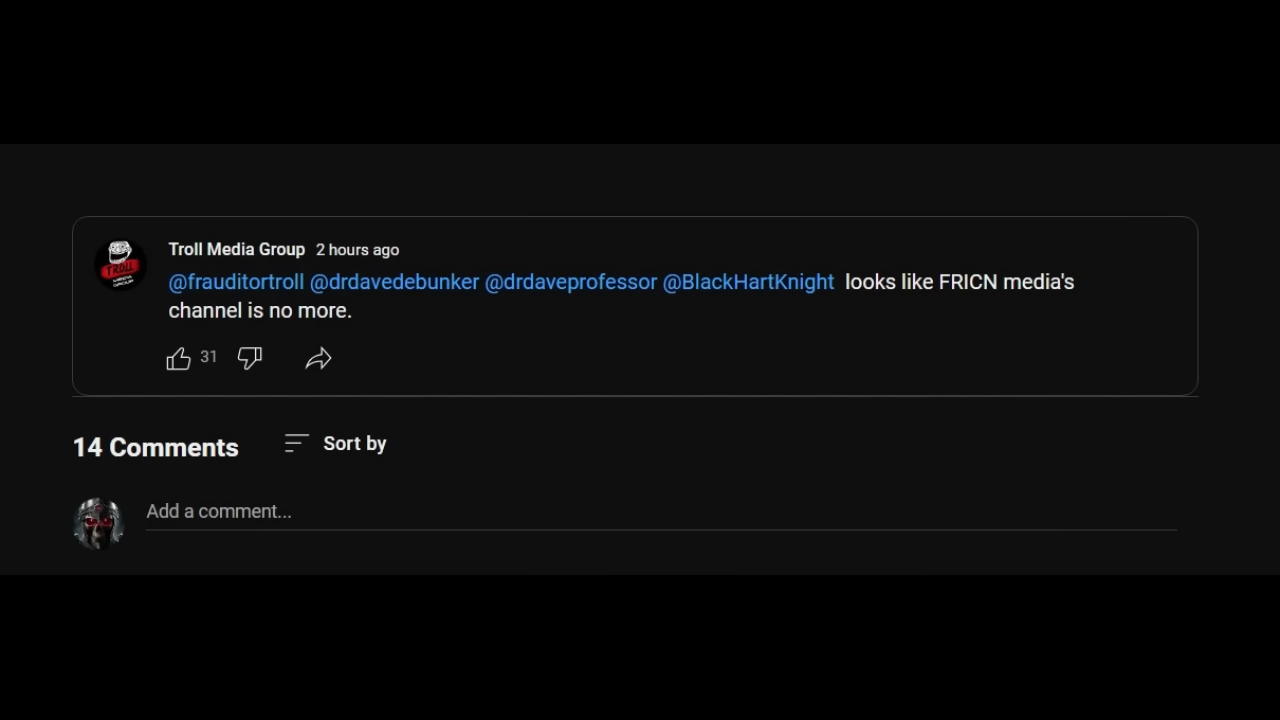 Troll Media Group 2 hours ago
@frauditortroll @drdavedebunker @drdaveprofessor @BlackHartKnight looks like FRICN media's
channel is no more.
31
14 Comments Sort by
Add a comment...
TROLL